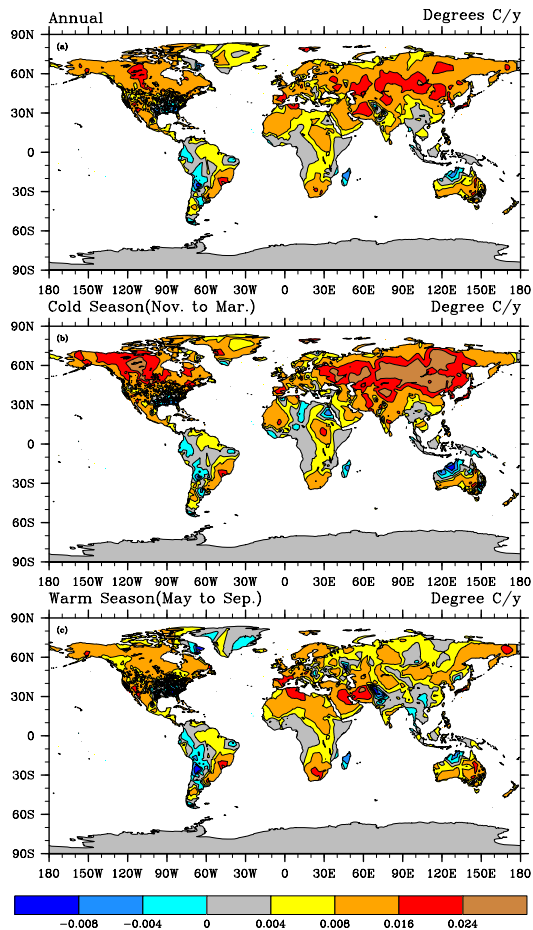 Annual Degrees C/y
90N (a)
60N
30N
0
30S
60S
90S
180 150W 120W 90W 60W 30W 0 30E 60E 90E 120E 150E 180
Cold Season(Nov. to Mar.) Degree C/y
90N (b)
60N
30N
0
30S
60S
90S
180 150W 120W 90W 60W 30W 0 30E 60E 90E 120E 150E 180
Warm Season(May to Sep.) Degree C/y
90N (c)
60N
30N
0
30S
60S
90S
180 150W 120W 90W 60W 30W 0 30E 60E 90E 120E 150E 180
-0.008 -0.004 0 0.004 0.008 0.016 0.024